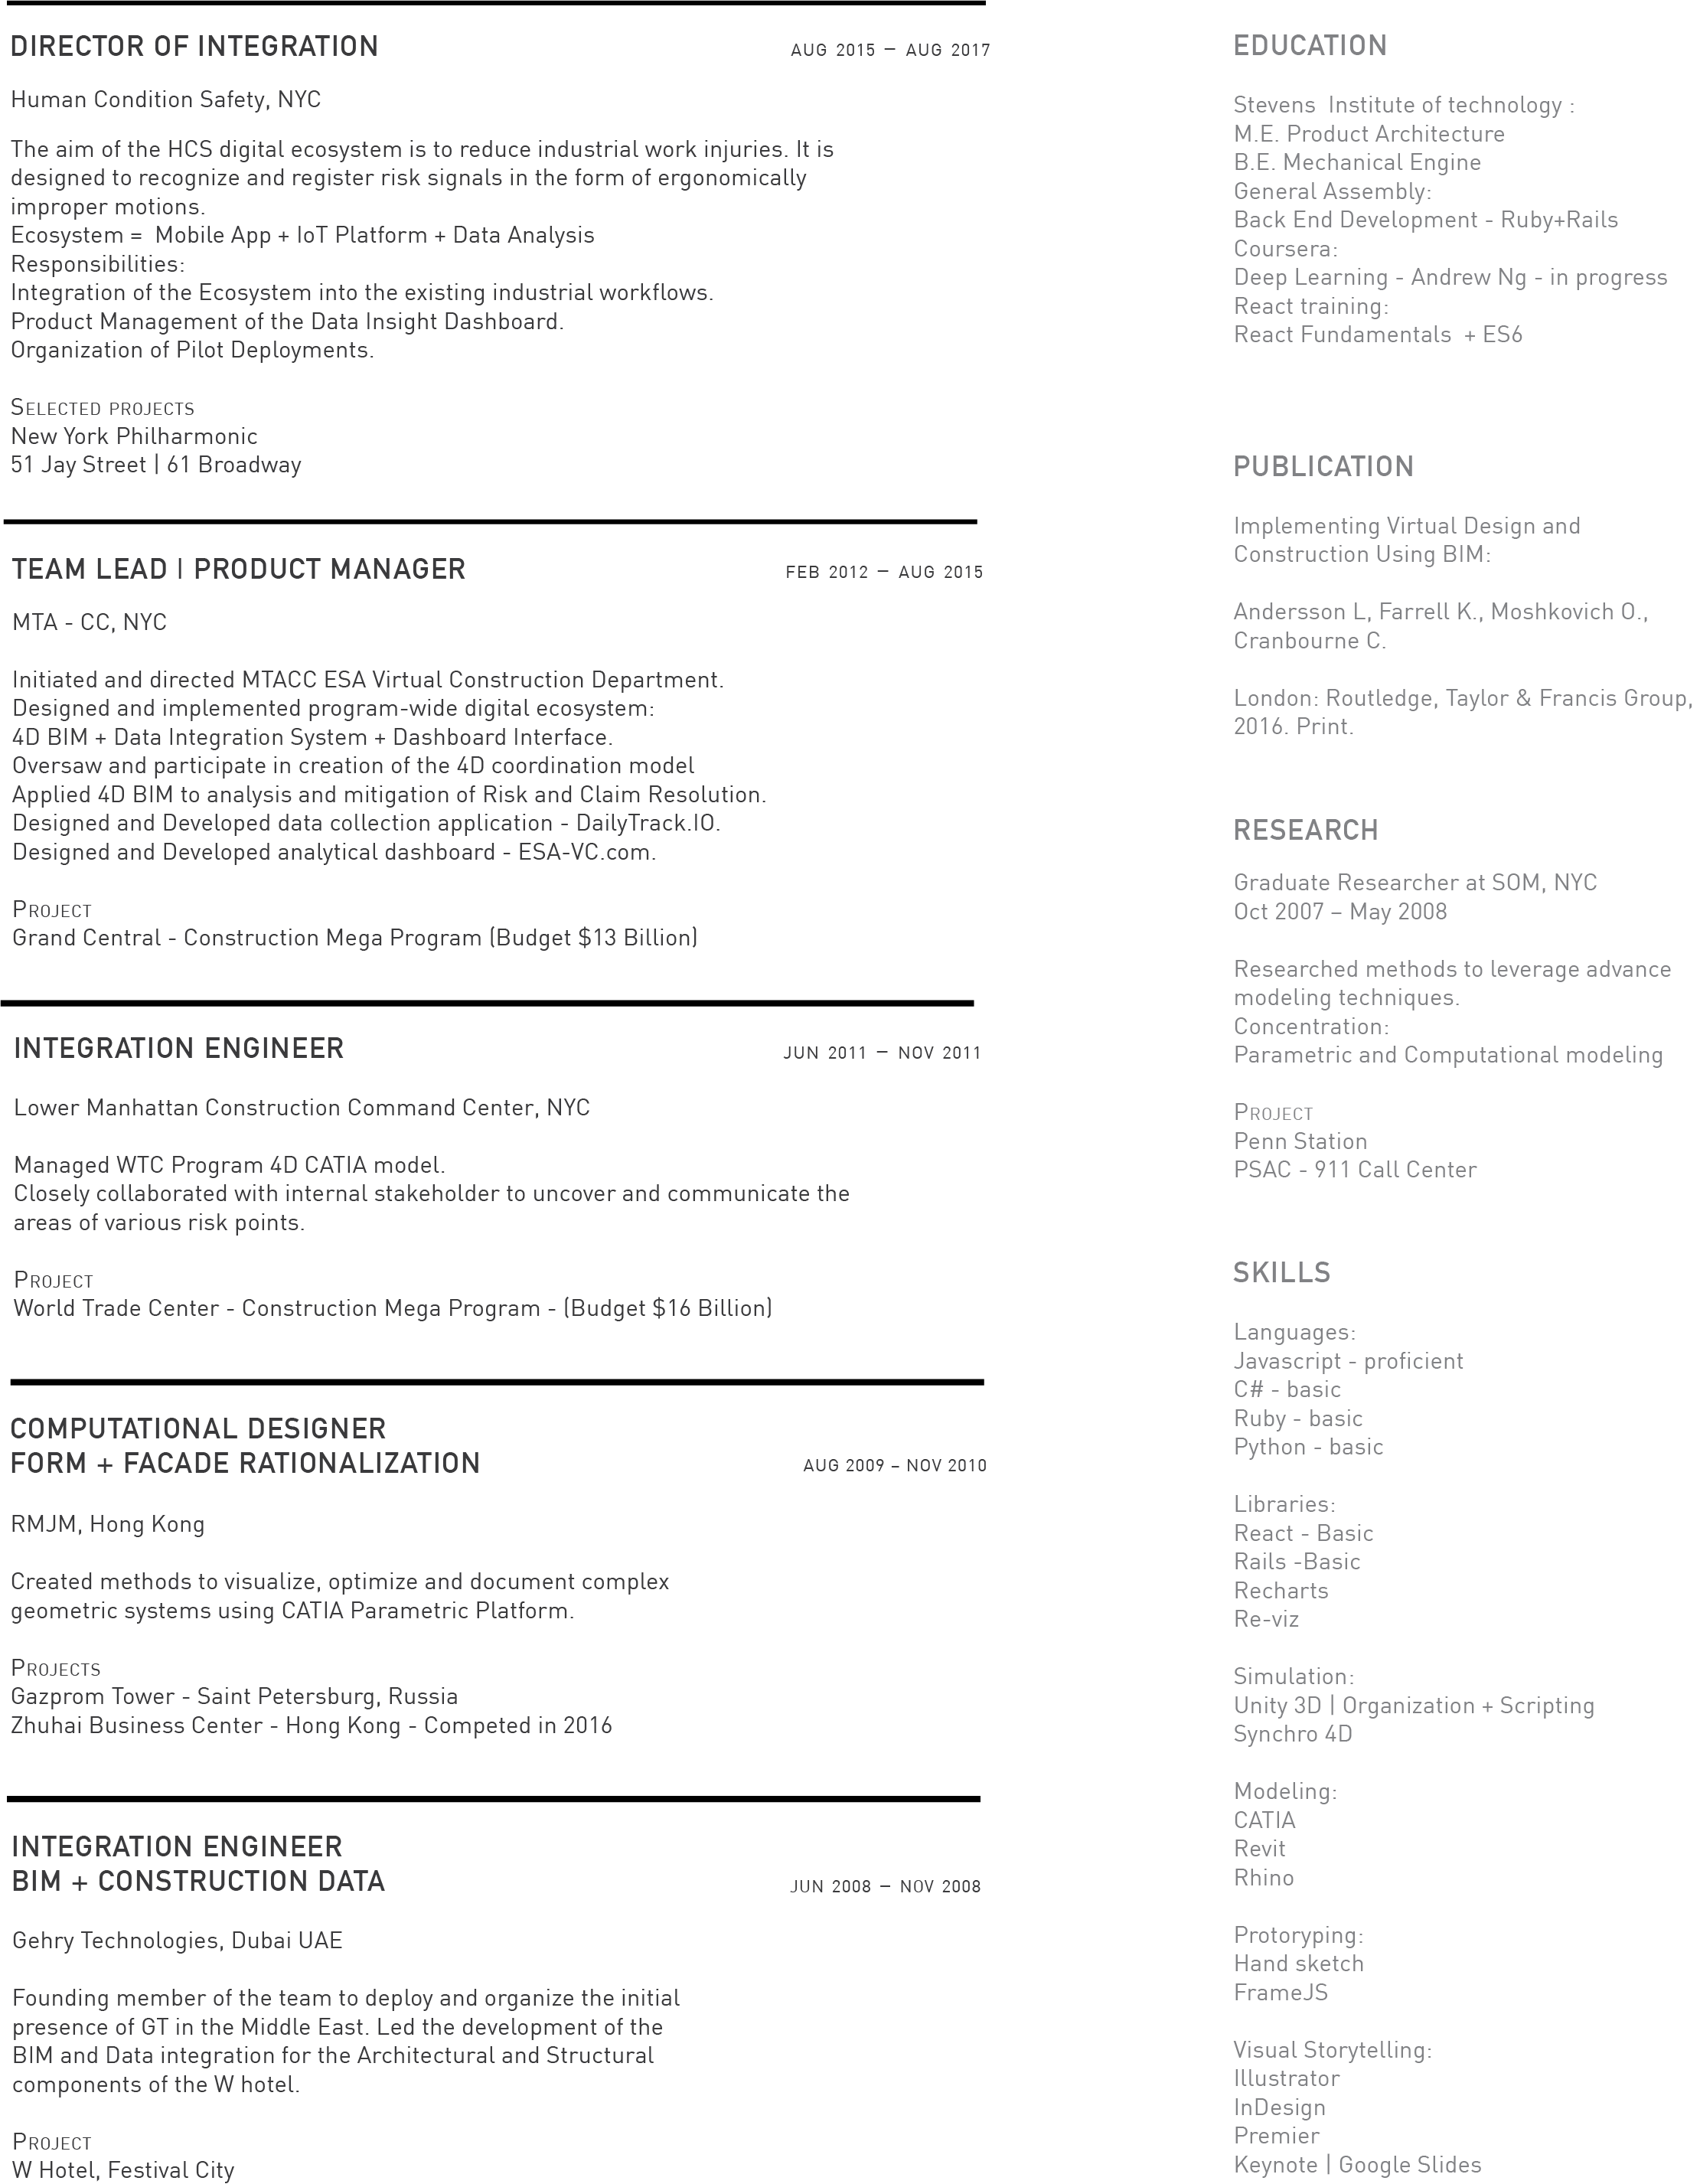 DIRECTOR OF INTEGRATION
AUG 2015 – AUG 2017
Human Condition Safety, NYC
The aim of the HCS digital ecosystem is to reduce industrial work injuries. It is
designed to recognize and register risk signals in the form of ergonomically
improper motions.
Ecosystem = Mobile App + IoT Platform + Data Analysis
Responsibilities:
Integration of the Ecosystem into the existing industrial workflows.
Product Management of the Data Insight Dashboard.
Organization of Pilot Deployments.
Selected projects
New York Philharmonic
51 Jay Street | 61 Broadway
TEAM LEAD | PRODUCT MANAGER
FEB 2012 – AUG 2015
MTA - CC, NYC
Initiated and directed MTACC ESA Virtual Construction Department.
Designed and implemented program-wide digital ecosystem:
4D BIM + Data Integration System + Dashboard Interface.
Oversaw and participate in creation of the 4D coordination model
Applied 4D BIM to analysis and mitigation of Risk and Claim Resolution.
Designed and Developed data collection application - DailyTrack.IO.
Designed and Developed analytical dashboard - ESA-VC.com.
Project
Grand Central - Construction Mega Program (Budget $13 Billion)
INTEGRATION ENGINEER
JUN 2011 – NOV 2011
Lower Manhattan Construction Command Center, NYC
Managed WTC Program 4D CATIA model.
Closely collaborated with internal stakeholder to uncover and communicate the
areas of various risk points.
Project
World Trade Center - Construction Mega Program - (Budget $16 Billion)
COMPUTATIONAL DESIGNER
FORM + FACADE RATIONALIZATION
AUG 2009 – NOV 2010
RMJM, Hong Kong
Created methods to visualize, optimize and document complex
geometric systems using CATIA Parametric Platform.
Projects
Gazprom Tower - Saint Petersburg, Russia
Zhuhai Business Center - Hong Kong - Competed in 2016
INTEGRATION ENGINEER
BIM + CONSTRUCTION DATA
JUN 2008 – NOV 2008
Gehry Technologies, Dubai UAE
Founding member of the team to deploy and organize the initial
presence of GT in the Middle East. Led the development of the
BIM and Data integration for the Architectural and Structural
components of the W hotel.
Project
W Hotel, Festival City
EDUCATION
Stevens Institute of technology :
M.E. Product Architecture
B.E. Mechanical Engine
General Assembly:
Back End Development - Ruby+Rails
Coursera:
Deep Learning - Andrew Ng - in progress
React training:
React Fundamentals + ES6
PUBLICATION
Implementing Virtual Design and
Construction Using BIM:
Andersson L, Farrell K., Moshkovich O.,
Cranbourne C.
London: Routledge, Taylor & Francis Group,
2016. Print.
RESEARCH
Graduate Researcher at SOM, NYC
Oct 2007 – May 2008
Researched methods to leverage advance
modeling techniques.
Concentration:
Parametric and Computational modeling
Project
Penn Station
PSAC - 911 Call Center
SKILLS
Languages:
Javascript - proficient
C# - basic
Ruby - basic
Python - basic
Libraries:
React - Basic
Rails -Basic
Recharts
Re-viz
Simulation:
Unity 3D | Organization + Scripting
Synchro 4D
Modeling:
CATIA
Revit
Rhino
Protoryping:
Hand sketch
FrameJS
Visual Storytelling:
Illustrator
InDesign
Premier
Keynote | Google Slides